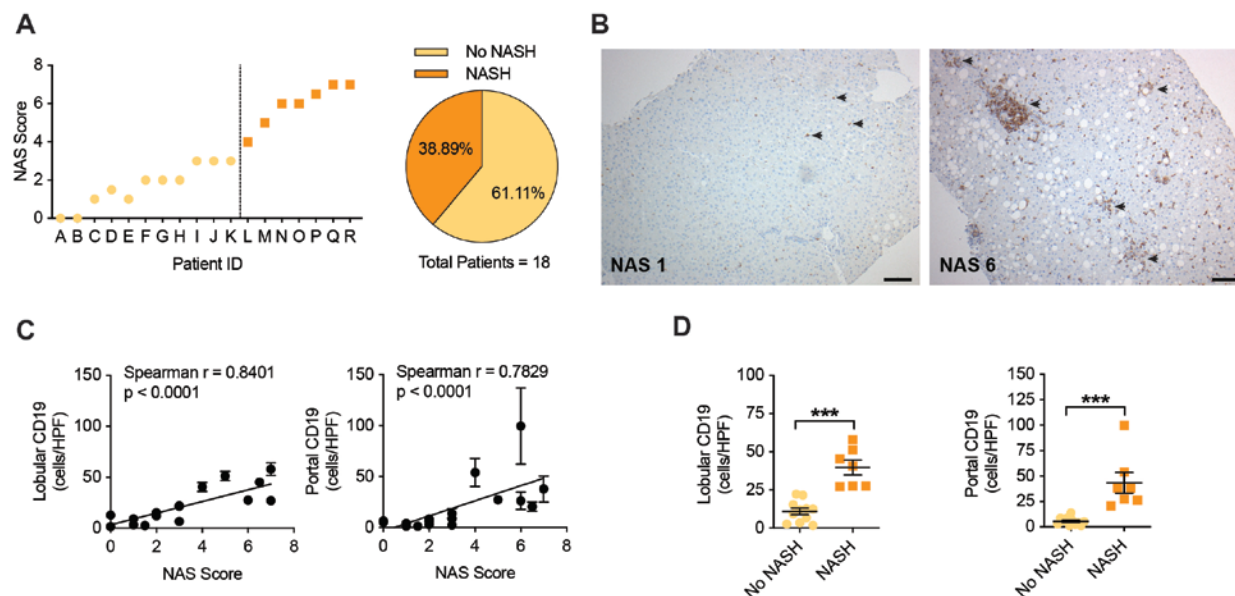 A
No NASH
NASH
NAS Score
8
6
4
2
0
A B C D E F G H I J K L M N O P Q R
Patient ID
38.89%
61.11%
Total Patients = 18
B
NAS 1
NAS 6
C
Spearman r = 0.8401
p < 0.0001
Lobular CD19
(cells/HPF)
150
100
50
0
0 2 4 6 8
NAS Score
Spearman r = 0.7829
p < 0.0001
Portal CD19
(cells/HPF)
150
100
50
0
0 2 4 6 8
NAS Score
D
***
Lobular CD19
(cells/HPF)
100
75
50
25
0
No NASH
NASH
***
Portal CD19
(cells/HPF)
150
125
100
75
50
25
0
No NASH
NASH